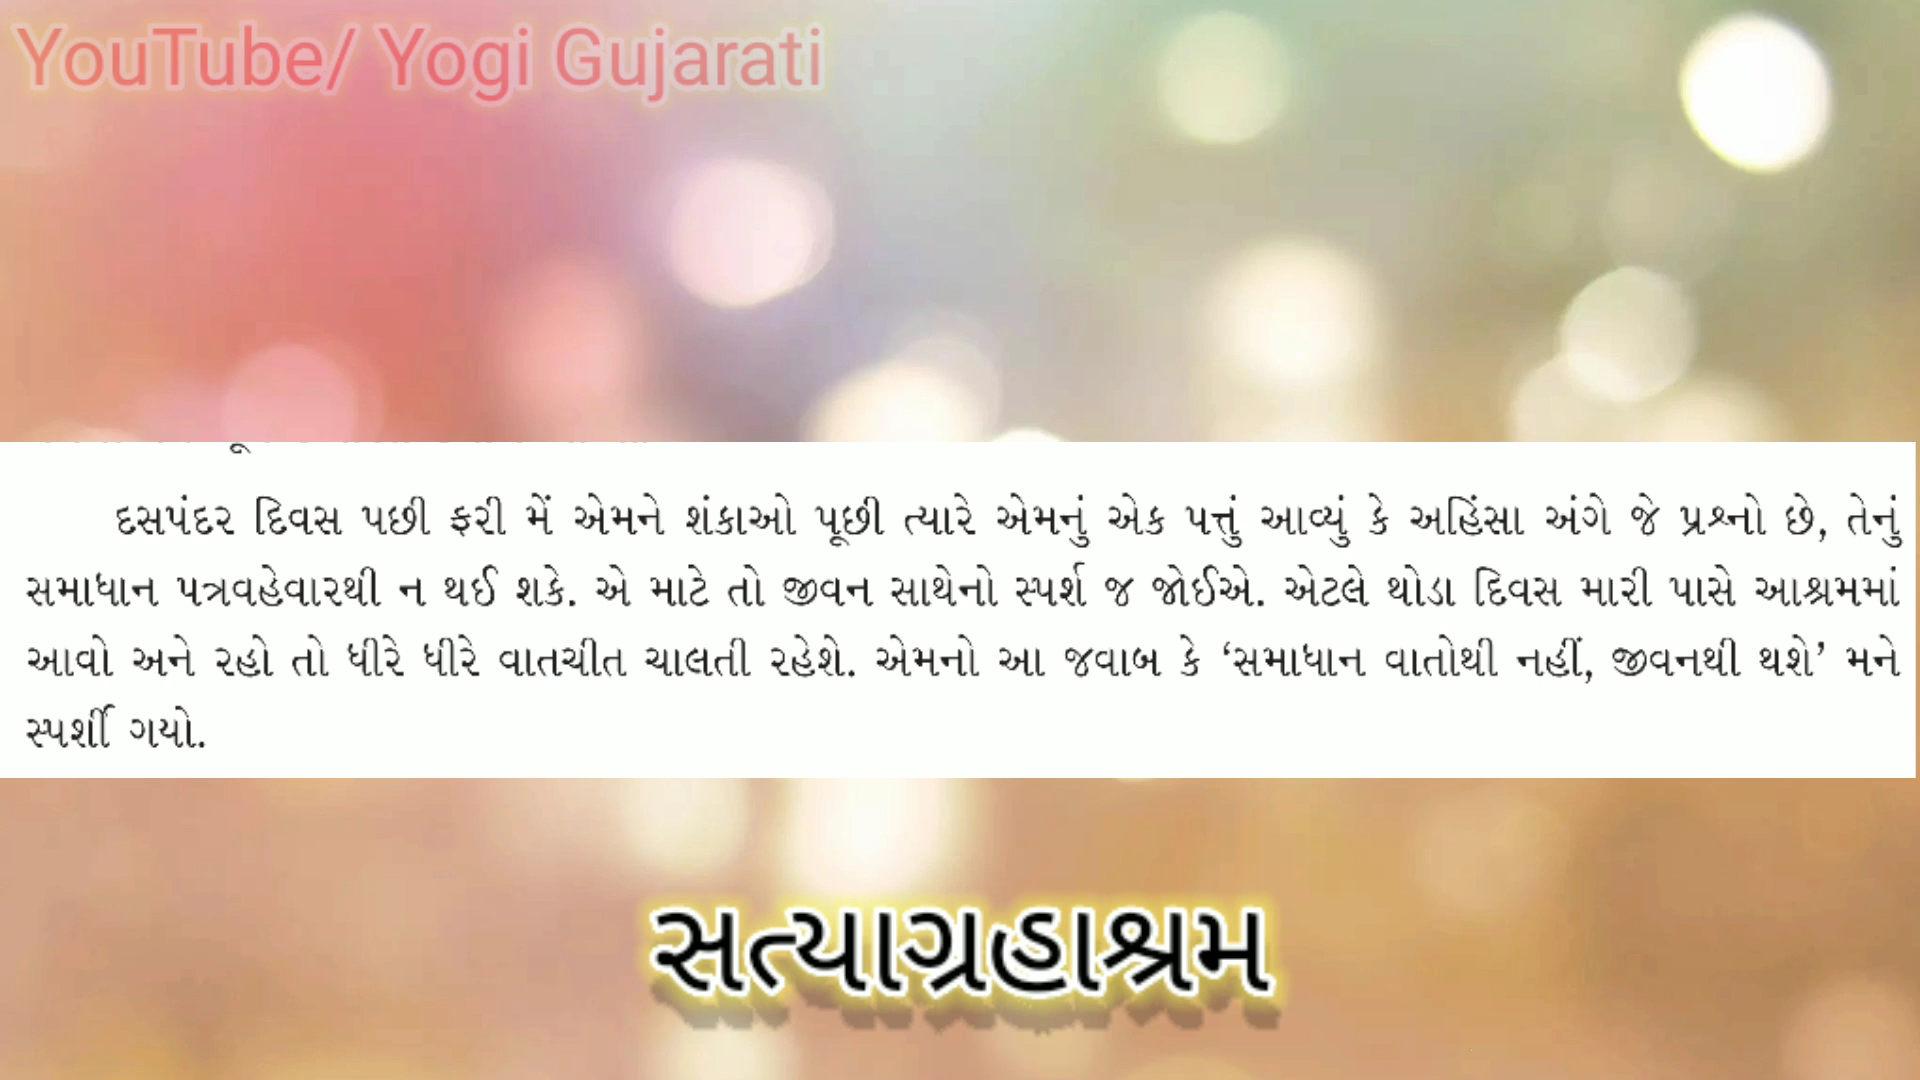 YouTube/ Yogi Gujarati
દસપંદર દિવસ પછી ફરી મેં એમને શંકાઓ પૂછી ત્યારે એમનું એક પત્તું આવ્યું કે અહિંસા અંગે જે પ્રશ્નો છે, તેનું
સમાધાન પત્રવહેવારથી ન થઈ શકે. એ માટે તો જીવન સાથેનો સ્પર્શ જ જોઈએ. એટલે થોડા દિવસ મારી પાસે આશ્રમમાં
આવો અને રહો તો ધીરે ધીરે વાતચીત ચાલતી રહેશે. એમનો આ જવાબ કે ‘સમાધાન વાતોથી નહીં, જીવનથી થશે’ મને
સ્પર્શી ગયો.
સત્યાગ્રહાશ્રમ